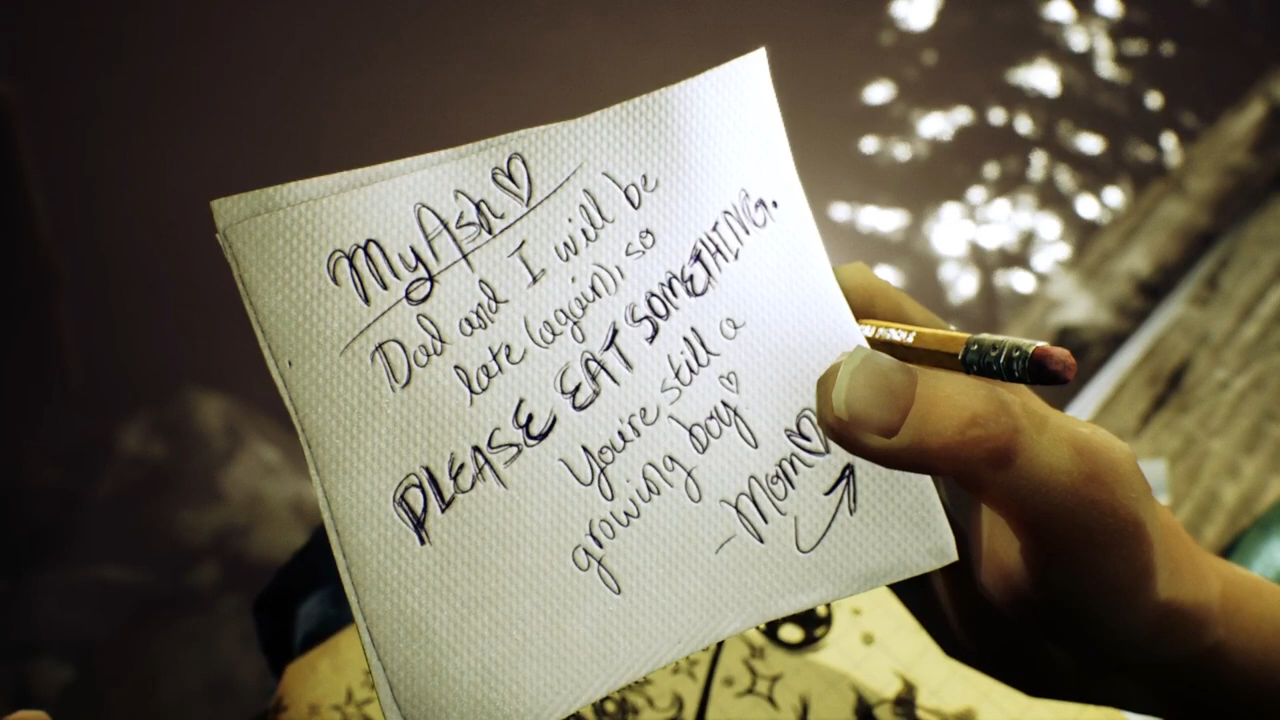 My Ash♡
Dad and I will be
late (again), so
PLEASE EAT SOMETHING.
You're still a
growing boy♡
-Mom♡